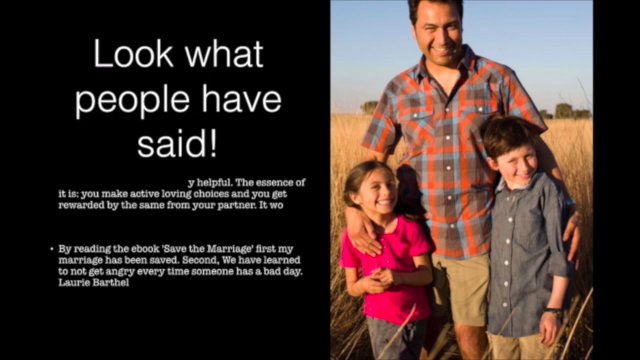 Look what
people have
said!
y helpful. The essence of
it is: you make active loving choices and you get
rewarded by the same from your partner. It wo
• By reading the ebook 'Save the Marriage' first my
marriage has been saved. Second, We have learned
to not get angry every time someone has a bad day.
Laurie Barthel